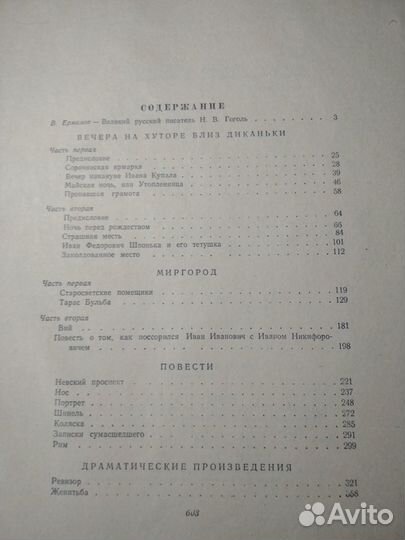 СОДЕРЖАНИЕ
В. Ермилов — Великий русский писатель Н. В. Гоголь . . . . . . . 3
ВЕЧЕРА НА ХУТОРЕ БЛИЗ ДИКАНЬКИ
Часть первая
Предисловие 25
Сорочинская ярмарка 28
Вечер накануне Ивана Купала 39
Майская ночь, или Утопленница 46
Пропавшая грамота 58
Часть вторая
Предисловие 64
Ночь перед рождеством 66
Страшная месть 84
Иван Федорович Шпонька и его тетушка 101
Заколдованное место 112
МИРГОРОД
Часть первая
Старосветские помещики 119
Тарас Бульба 129
Часть вторая
Вий 181
Повесть о том, как поссорился Иван Иванович с Иваном Никифоро-
вичем 198
ПОВЕСТИ
Невский проспект 221
Нос 237
Портрет 248
Шинель 272
Коляска 285
Записки сумасшедшего 291
Рим 299
ДРАМАТИЧЕСКИЕ ПРОИЗВЕДЕНИЯ
Ревизор 321
Женитьба 358
603
Avito